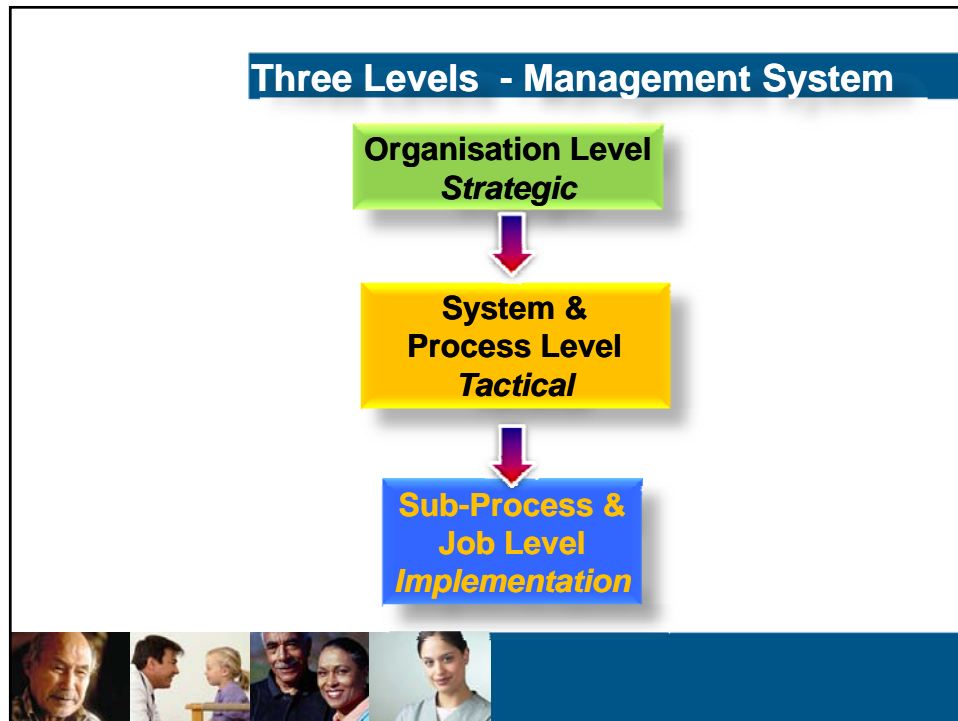 Three Levels - Management System
Organisation Level
Strategic
System &
Process Level
Tactical
Sub-Process &
Job Level
Implementation